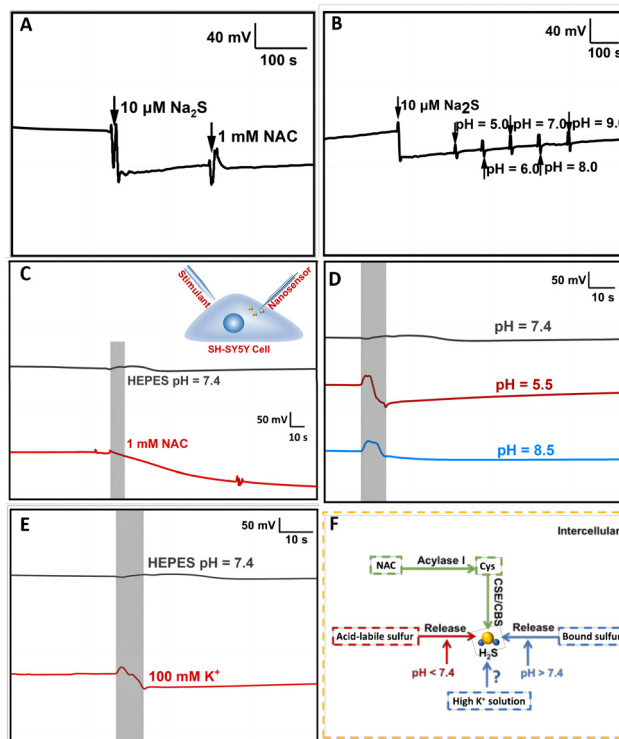 A
40 mV
100 s
10 µM Na₂S
1 mM NAC
B
40 mV
100 s
10 µM Na₂S
pH = 5.0
pH = 7.0
pH = 9.0
pH = 6.0
pH = 8.0
C
Stimulant
Nanosensor
SH-SY5Y Cell
HEPES pH = 7.4
50 mV
10 s
1 mM NAC
D
50 mV
10 s
pH = 7.4
pH = 5.5
pH = 8.5
E
50 mV
10 s
HEPES pH = 7.4
100 mM K⁺
F
Intercellular
NAC
Acylase I
Cys
CSE/CBS
Acid-labile sulfur
Release
H₂S
Release
Bound sulfur
pH < 7.4
?
pH > 7.4
High K⁺ solution